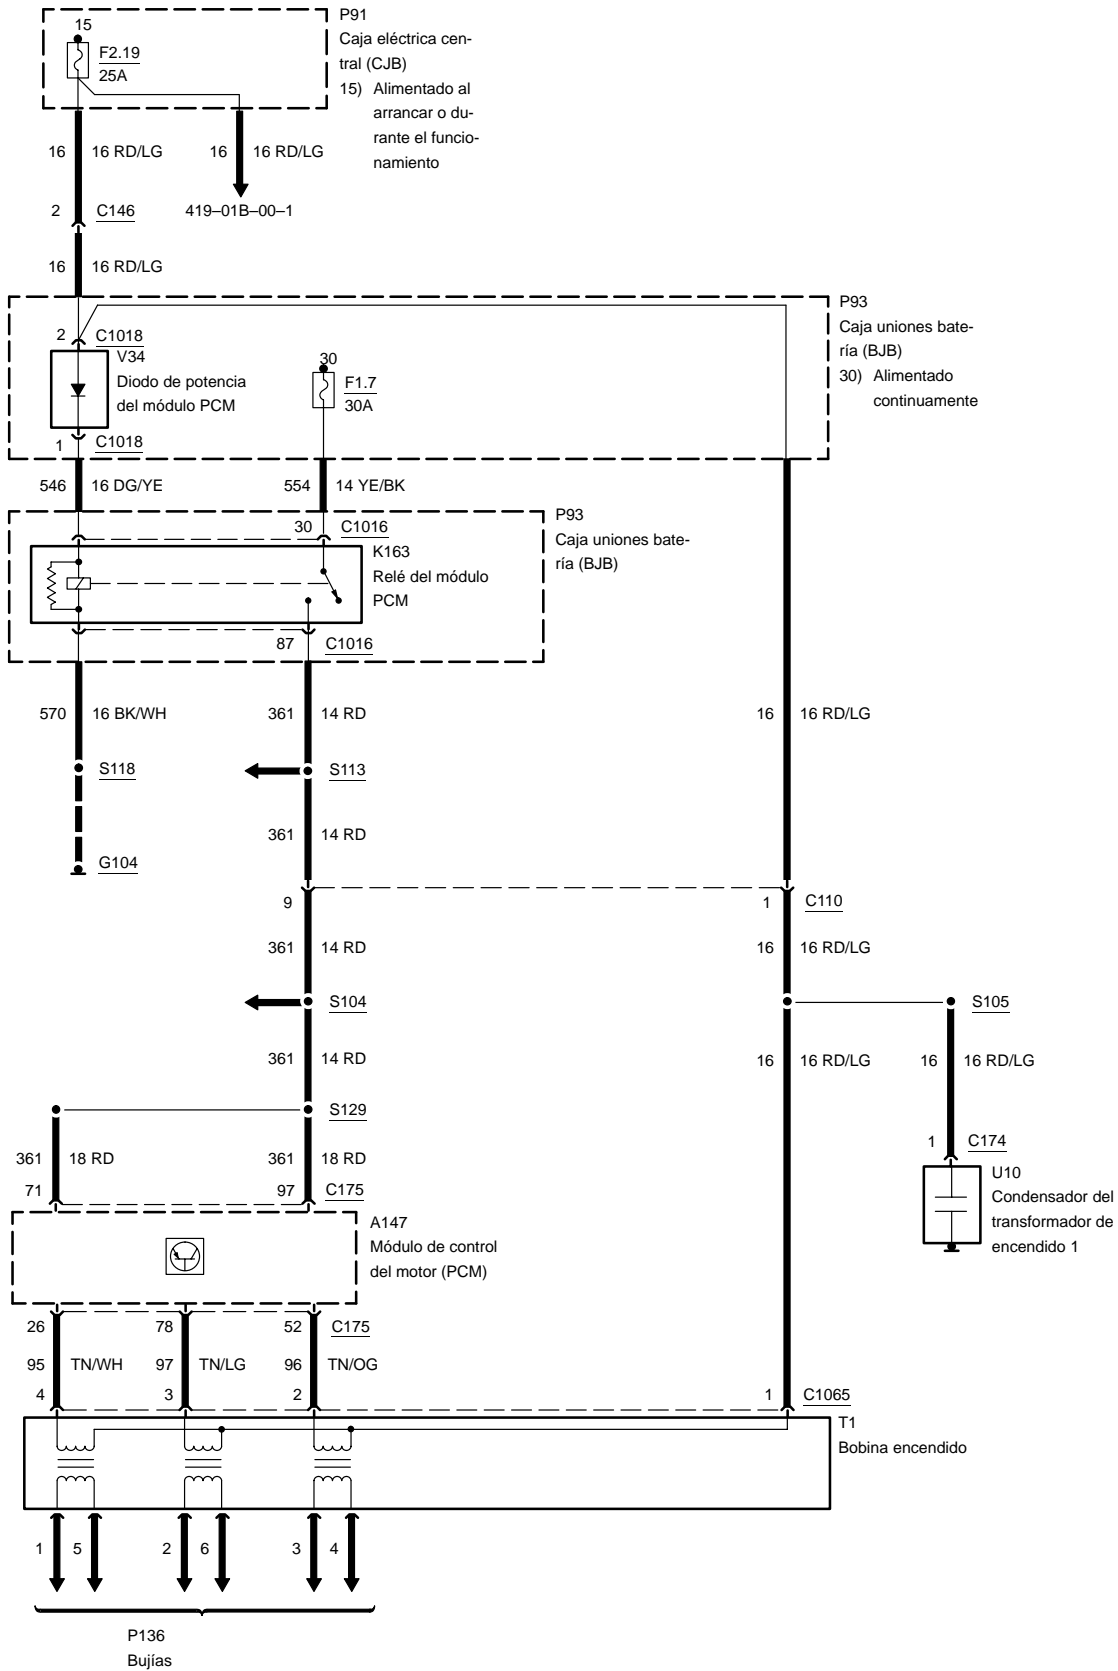 15
P91
Caja eléctrica cen-
tral (CJB)
15) Alimentado al
arrancar o du-
rante el funcio-
namiento
F2.19
25A
16 16 RD/LG
16 16 RD/LG
2 C146
419–01B–00–1
16 16 RD/LG
P93
Caja uniones bate-
ría (BJB)
30) Alimentado
continuamente
2 C1018
V34
Diodo de potencia
del módulo PCM
30
F1.7
30A
1 C1018
546 16 DG/YE
554 14 YE/BK
P93
Caja uniones bate-
ría (BJB)
30 C1016
K163
Relé del módulo
PCM
87 C1016
570 16 BK/WH
361 14 RD
16 16 RD/LG
S118
S113
361 14 RD
G104
9
1 C110
361 14 RD
16 16 RD/LG
S104
S105
361 14 RD
16 16 RD/LG
16 16 RD/LG
S129
1 C174
361 18 RD
361 18 RD
71
97 C175
U10
Condensador del
transformador de
encendido 1
A147
Módulo de control
del motor (PCM)
26
78
52 C175
95 TN/WH
97 TN/LG
96 TN/OG
4
3
2
1 C1065
T1
Bobina encendido
1
5
2
6
3
4
P136
Bujías